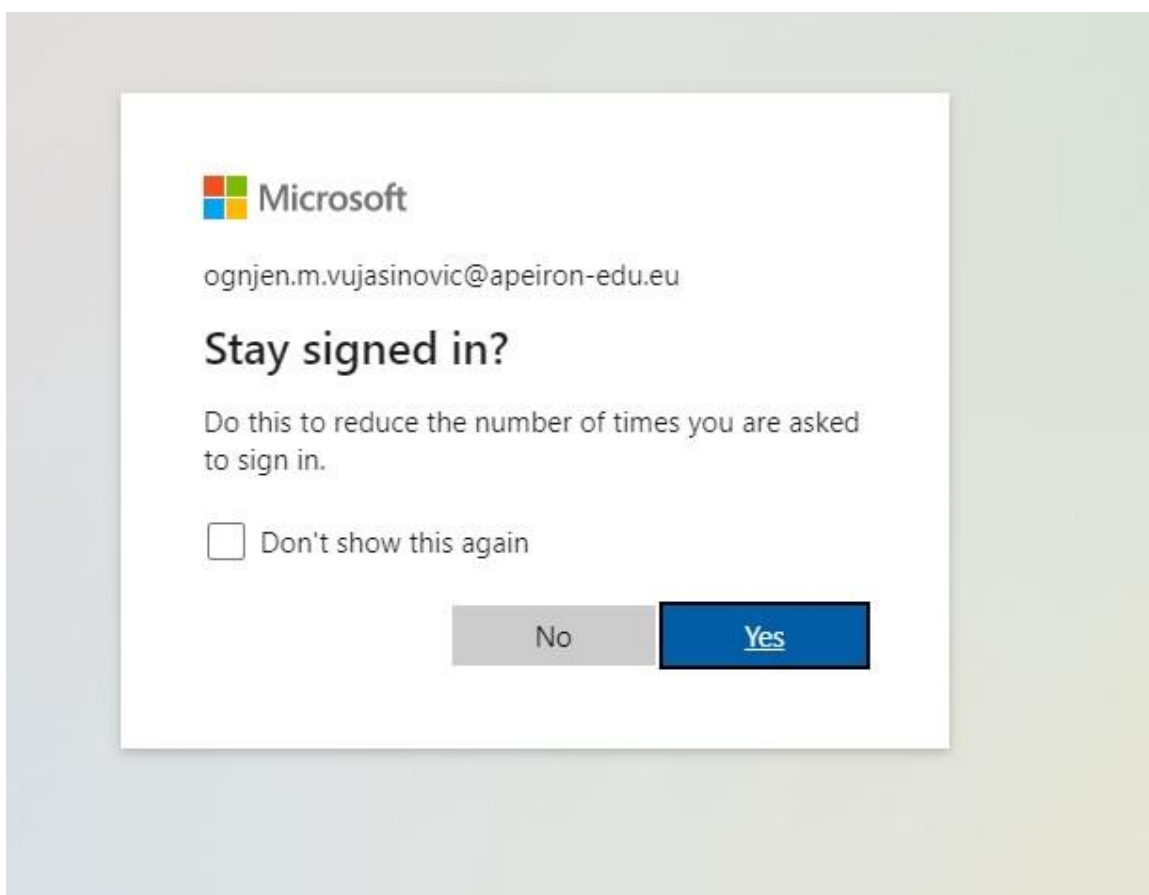 Microsoft
ognjen.m.vujasinovic@apeiron-edu.eu
Stay signed in?
Do this to reduce the number of times you are asked
to sign in.
Don't show this again
No
Yes